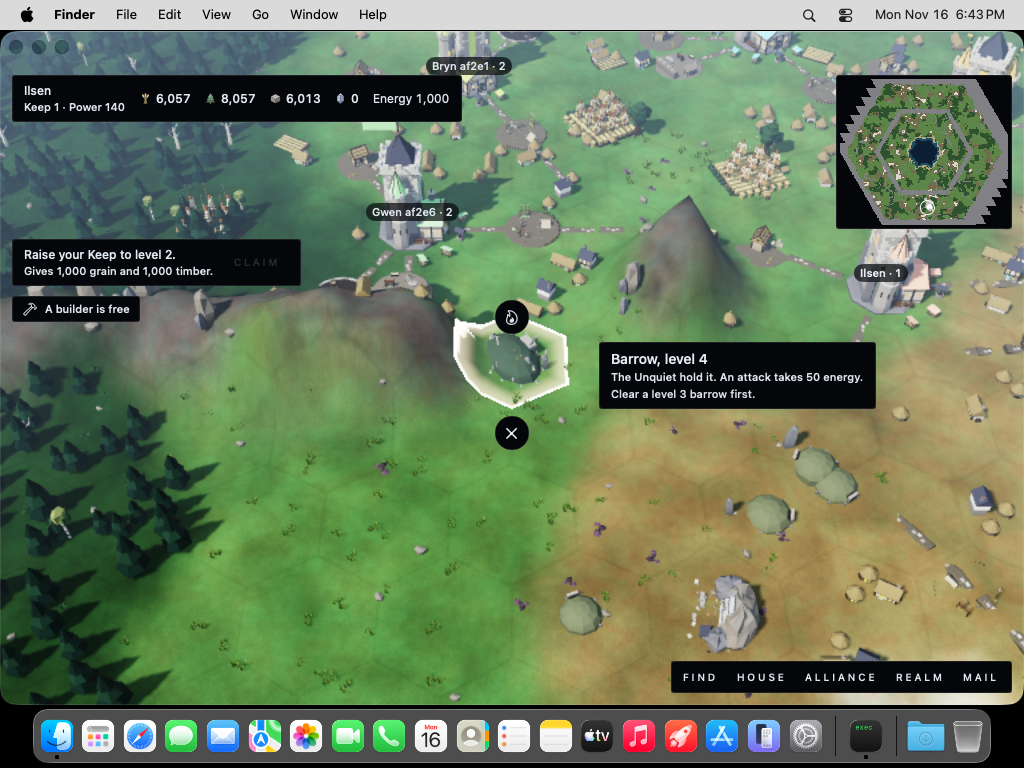 Finder File Edit View Go Window Help Mon Nov 16 6:43 PM
Bryn af2e1 · 2
Ilsen
Keep 1 · Power 140 6,057 8,057 6,013 0 Energy 1,000
Gwen af2e6 · 2
Raise your Keep to level 2.
Gives 1,000 grain and 1,000 timber. CLAIM
Ilsen · 1
A builder is free
Barrow, level 4
The Unquiet hold it. An attack takes 50 energy.
Clear a level 3 barrow first.
FIND HOUSE ALLIANCE REALM MAIL
Mon
16
tv
exec